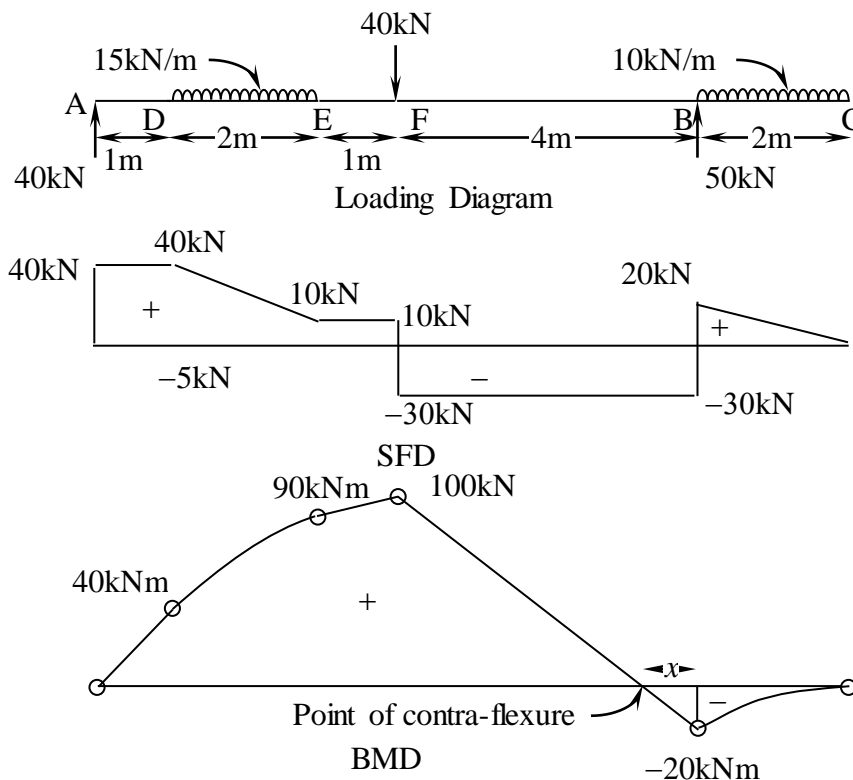 40kN
15kN/m
10kN/m
A
D
E
F
B
C
1m
2m
1m
4m
2m
40kN
50kN
Loading Diagram
40kN
40kN
20kN
10kN
10kN
+
+
−5kN
−
−30kN
−30kN
SFD
90kNm
100kN
40kNm
+
x
Point of contra-flexure
−
BMD
−20kNm